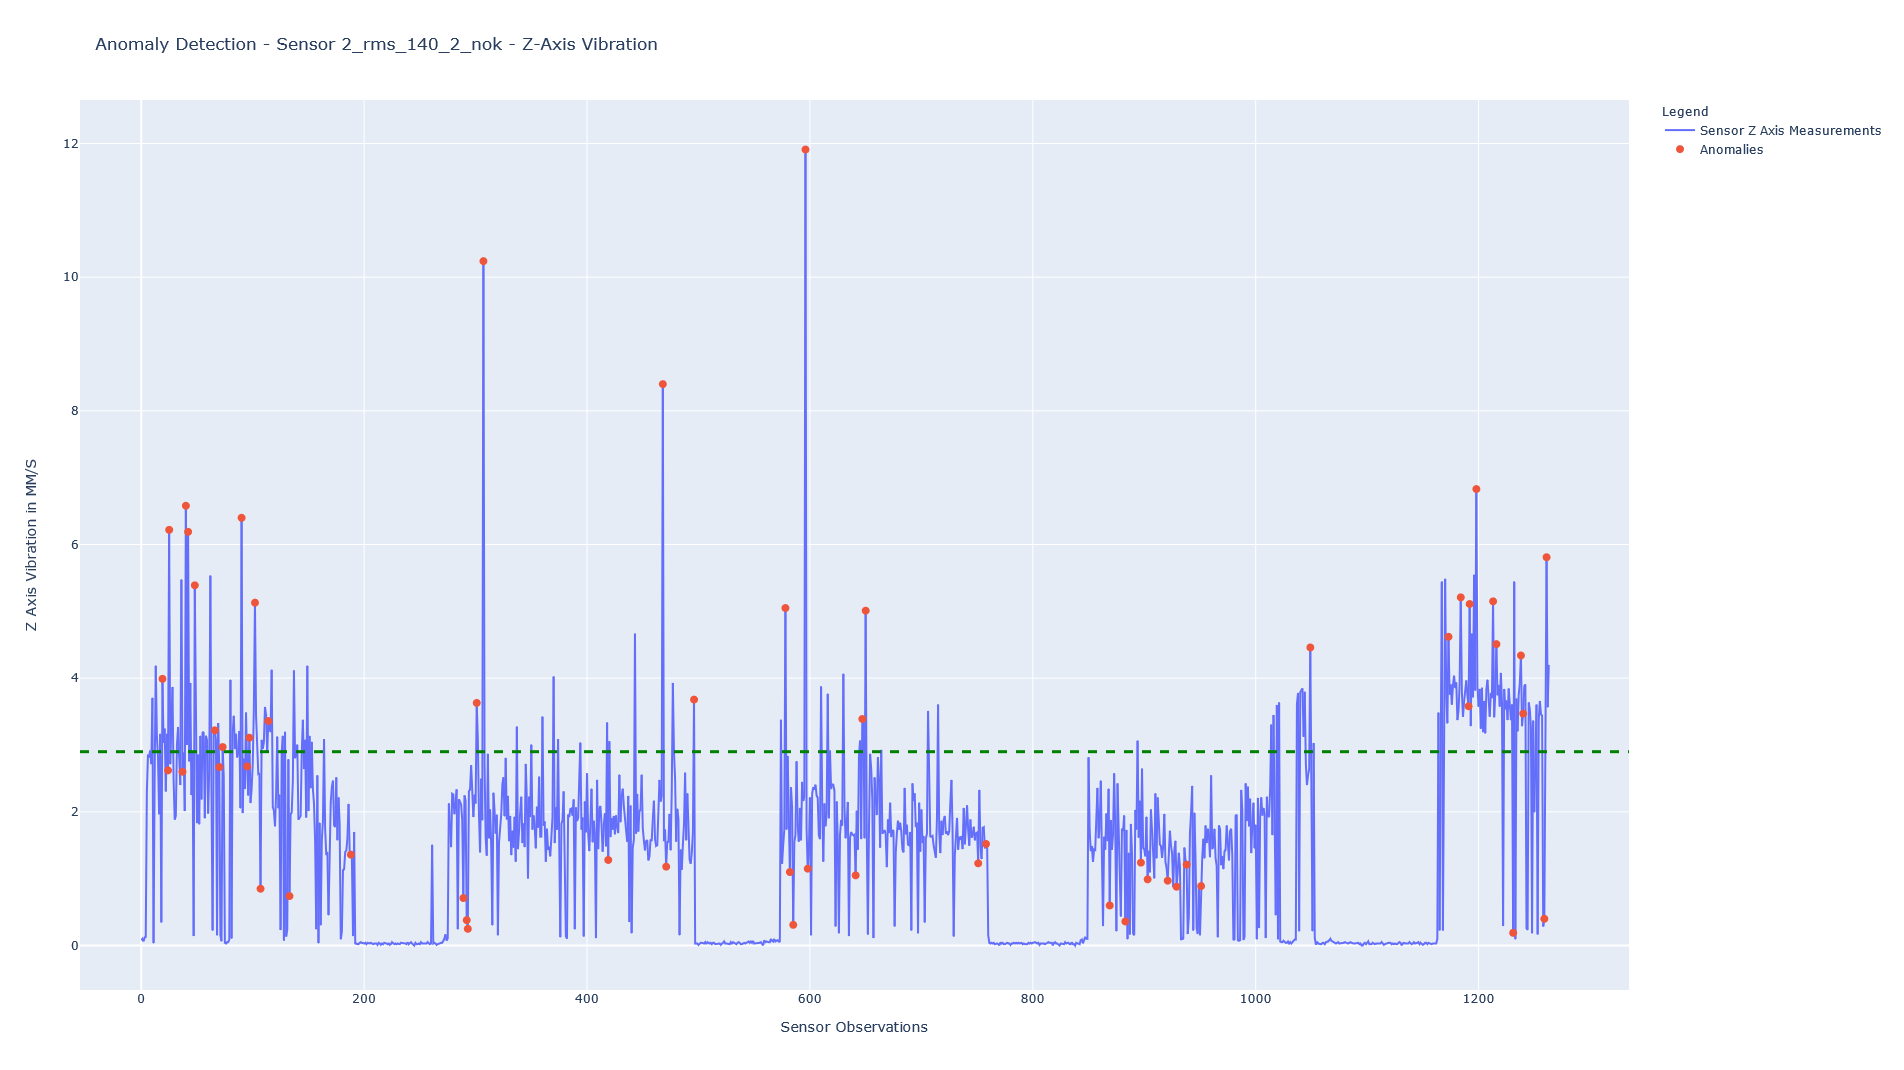 Anomaly Detection - Sensor 2_rms_140_2_nok - Z-Axis Vibration
Legend
Sensor Z Axis Measurements
Anomalies
Z Axis Vibration in MM/S
12
10
8
6
4
2
0
0 200 400 600 800 1000 1200
Sensor Observations